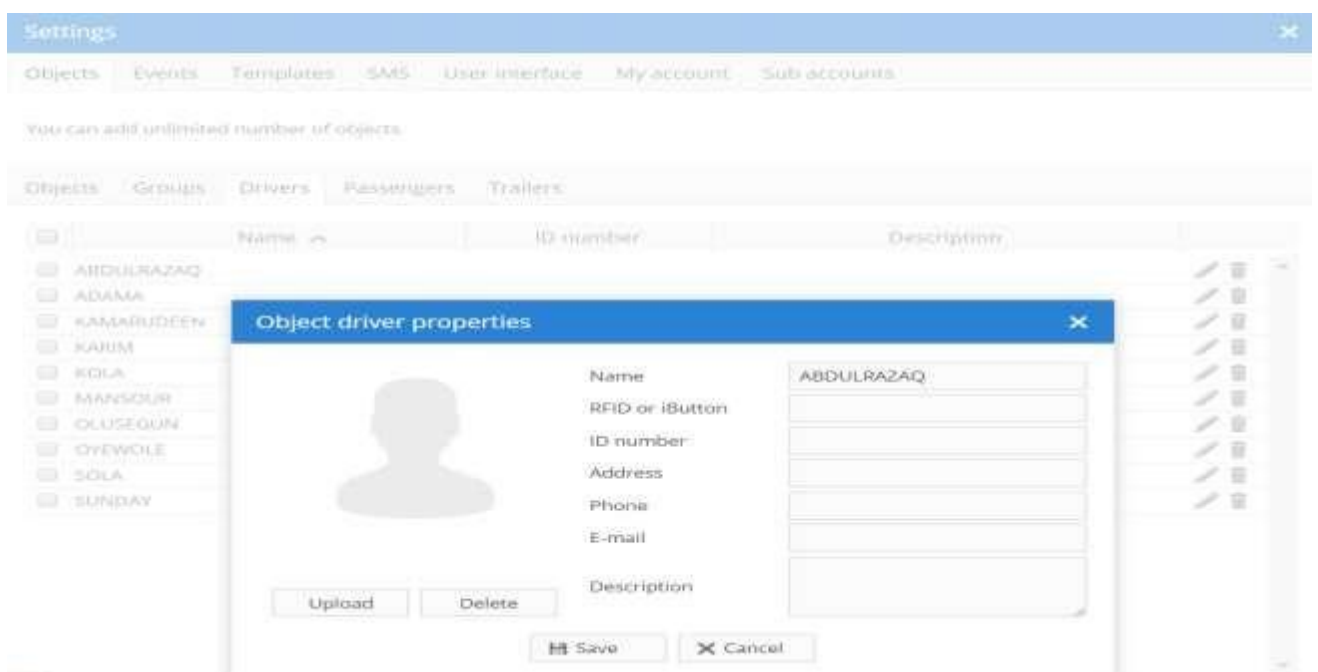 Settings
Objects Events Templates SMS User interface My account Sub accounts
You can add unlimited number of objects.
Objects Groups Drivers Passengers Trailers
Name ID number Description
ABDULRAZAQ
ADAMA
KAMARUDEEN
KARIM
KOLA
MANSOUR
OLUSEGUN
OYEWOLE
SOLA
SUNDAY
Object driver properties
Name ABDULRAZAQ
RFID or iButton
ID number
Address
Phone
E-mail
Description
Upload Delete
Save Cancel